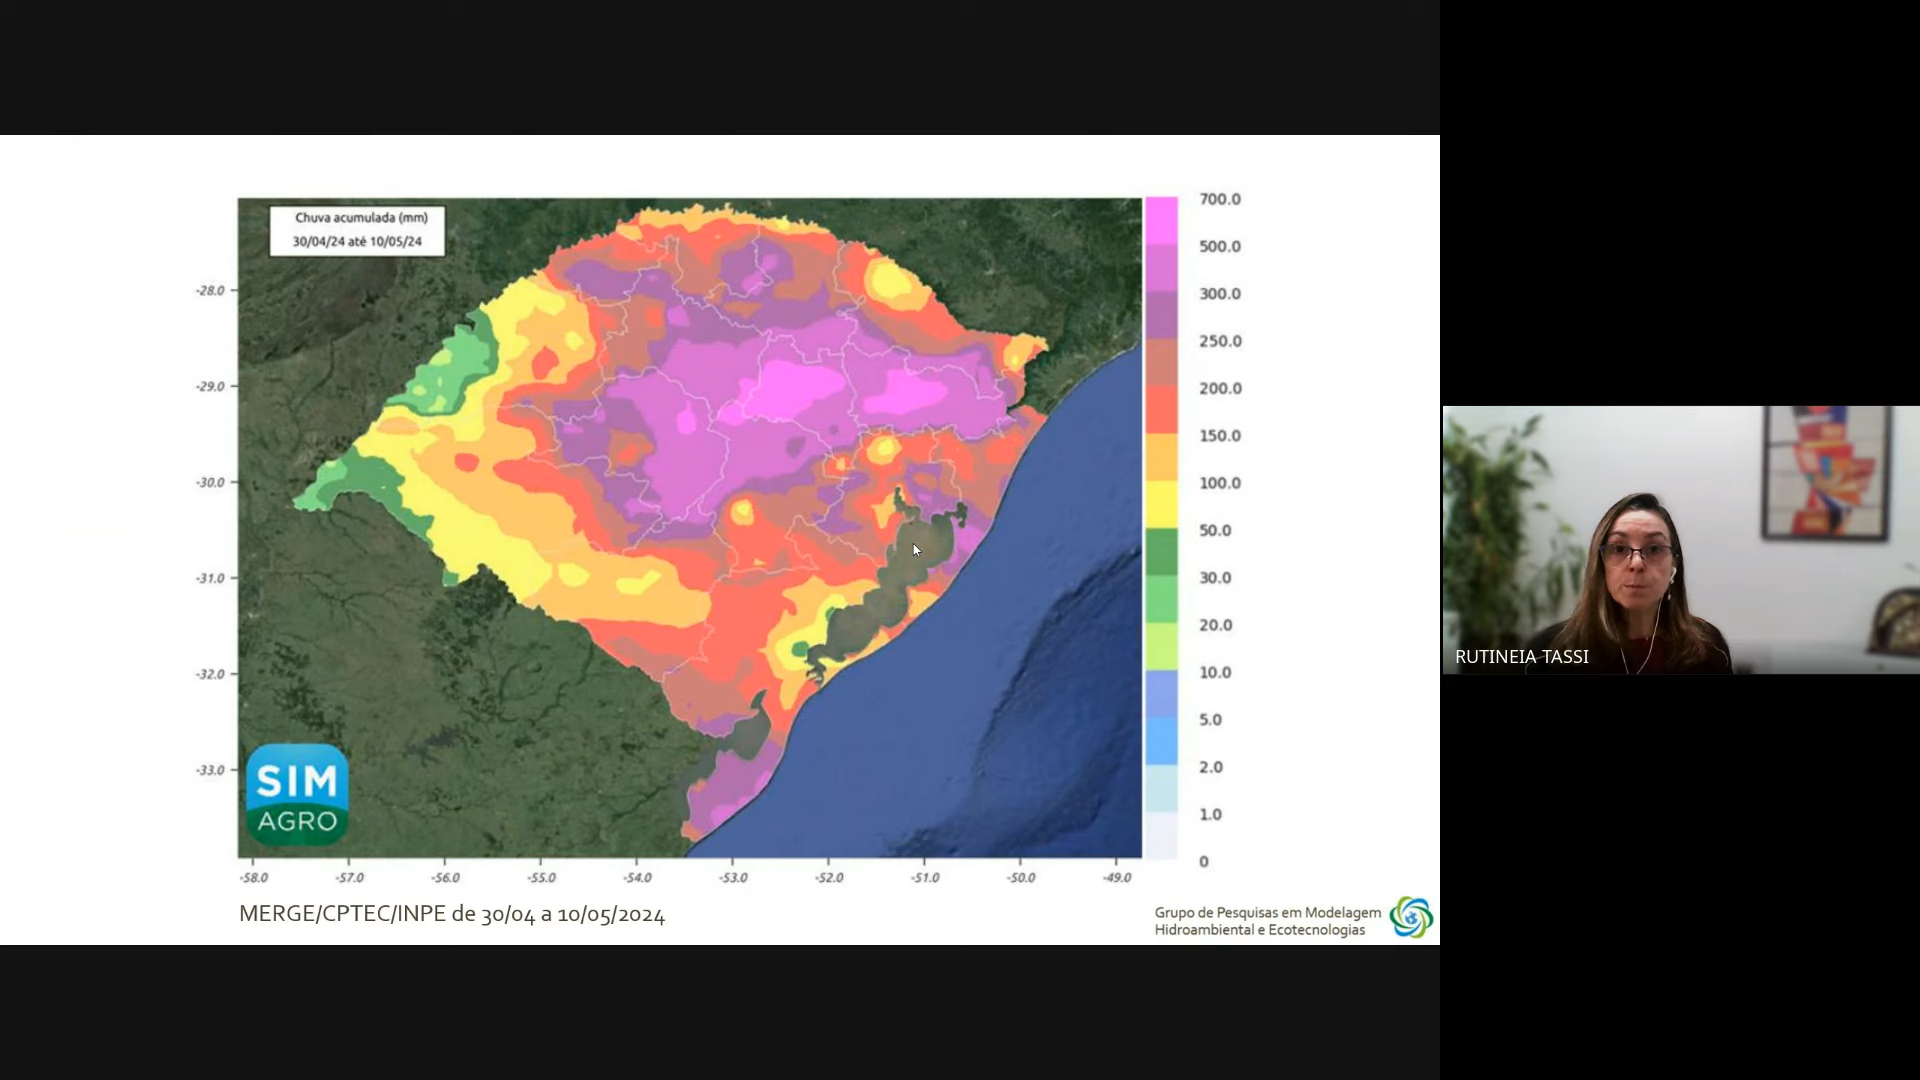 Chuva acumulada (mm)
30/04/24 até 10/05/24
700.0
500.0
300.0
250.0
200.0
150.0
100.0
50.0
30.0
20.0
10.0
5.0
2.0
1.0
0
-28.0
-29.0
-30.0
-31.0
-32.0
-33.0
SIM
AGRO
-58.0 -57.0 -56.0 -55.0 -54.0 -53.0 -52.0 -51.0 -50.0 -49.0
MERGE/CPTEC/INPE de 30/04 a 10/05/2024
Grupo de Pesquisas em Modelagem
Hidroambiental e Ecotecnologias
RUTINEIA TASSI